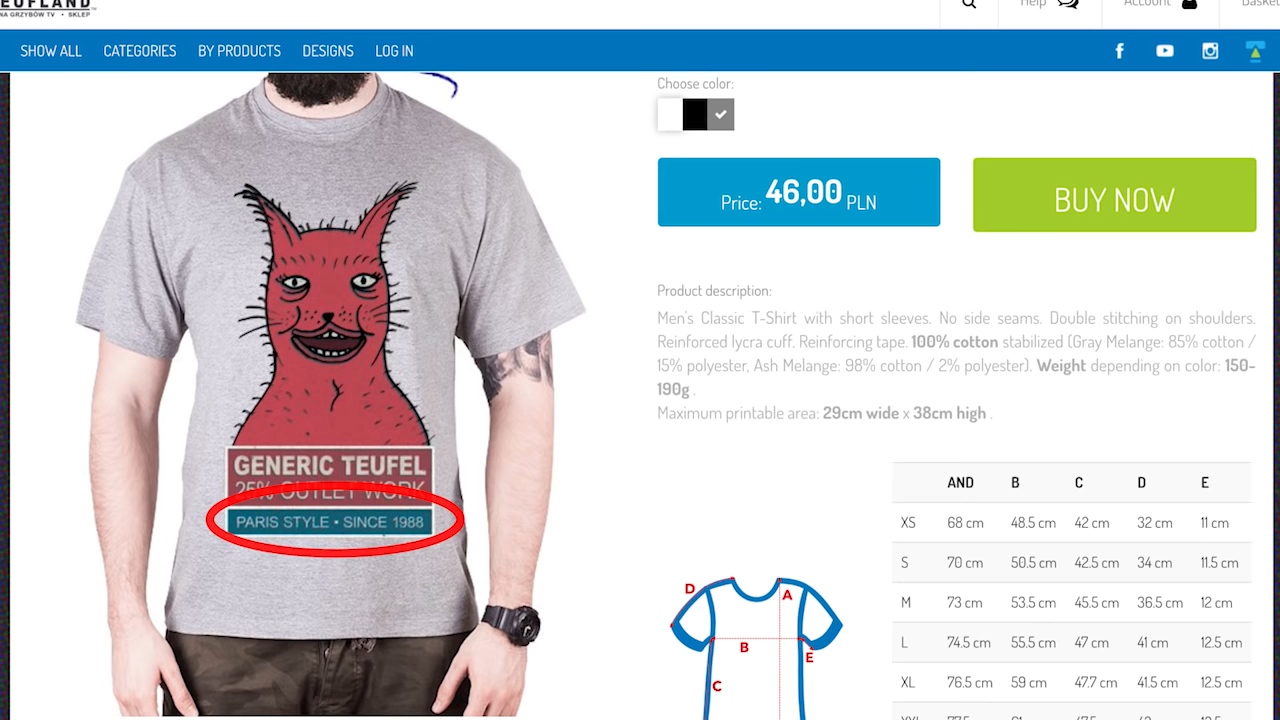 EUFLAND
NA GRZYBÓW TV • SKLEP
Help
Account
Basket
SHOW ALL
CATEGORIES
BY PRODUCTS
DESIGNS
LOG IN
Choose color:
Price: 46,00 PLN
BUY NOW
GENERIC TEUFEL
25% OUTLET WORK
PARIS STYLE • SINCE 1988
Product description:
Men's Classic T-Shirt with short sleeves. No side seams. Double stitching on shoulders.
Reinforced lycra cuff. Reinforcing tape. 100% cotton stabilized (Gray Melange: 85% cotton /
15% polyester, Ash Melange: 98% cotton / 2% polyester). Weight depending on color: 150-
190g .
Maximum printable area: 29cm wide x 38cm high .
D
A
B
E
C
AND B C D E
XS 68 cm 48.5 cm 42 cm 32 cm 11 cm
S 70 cm 50.5 cm 42.5 cm 34 cm 11.5 cm
M 73 cm 53.5 cm 45.5 cm 36.5 cm 12 cm
L 74.5 cm 55.5 cm 47 cm 41 cm 12.5 cm
XL 76.5 cm 59 cm 47.7 cm 41.5 cm 12.5 cm